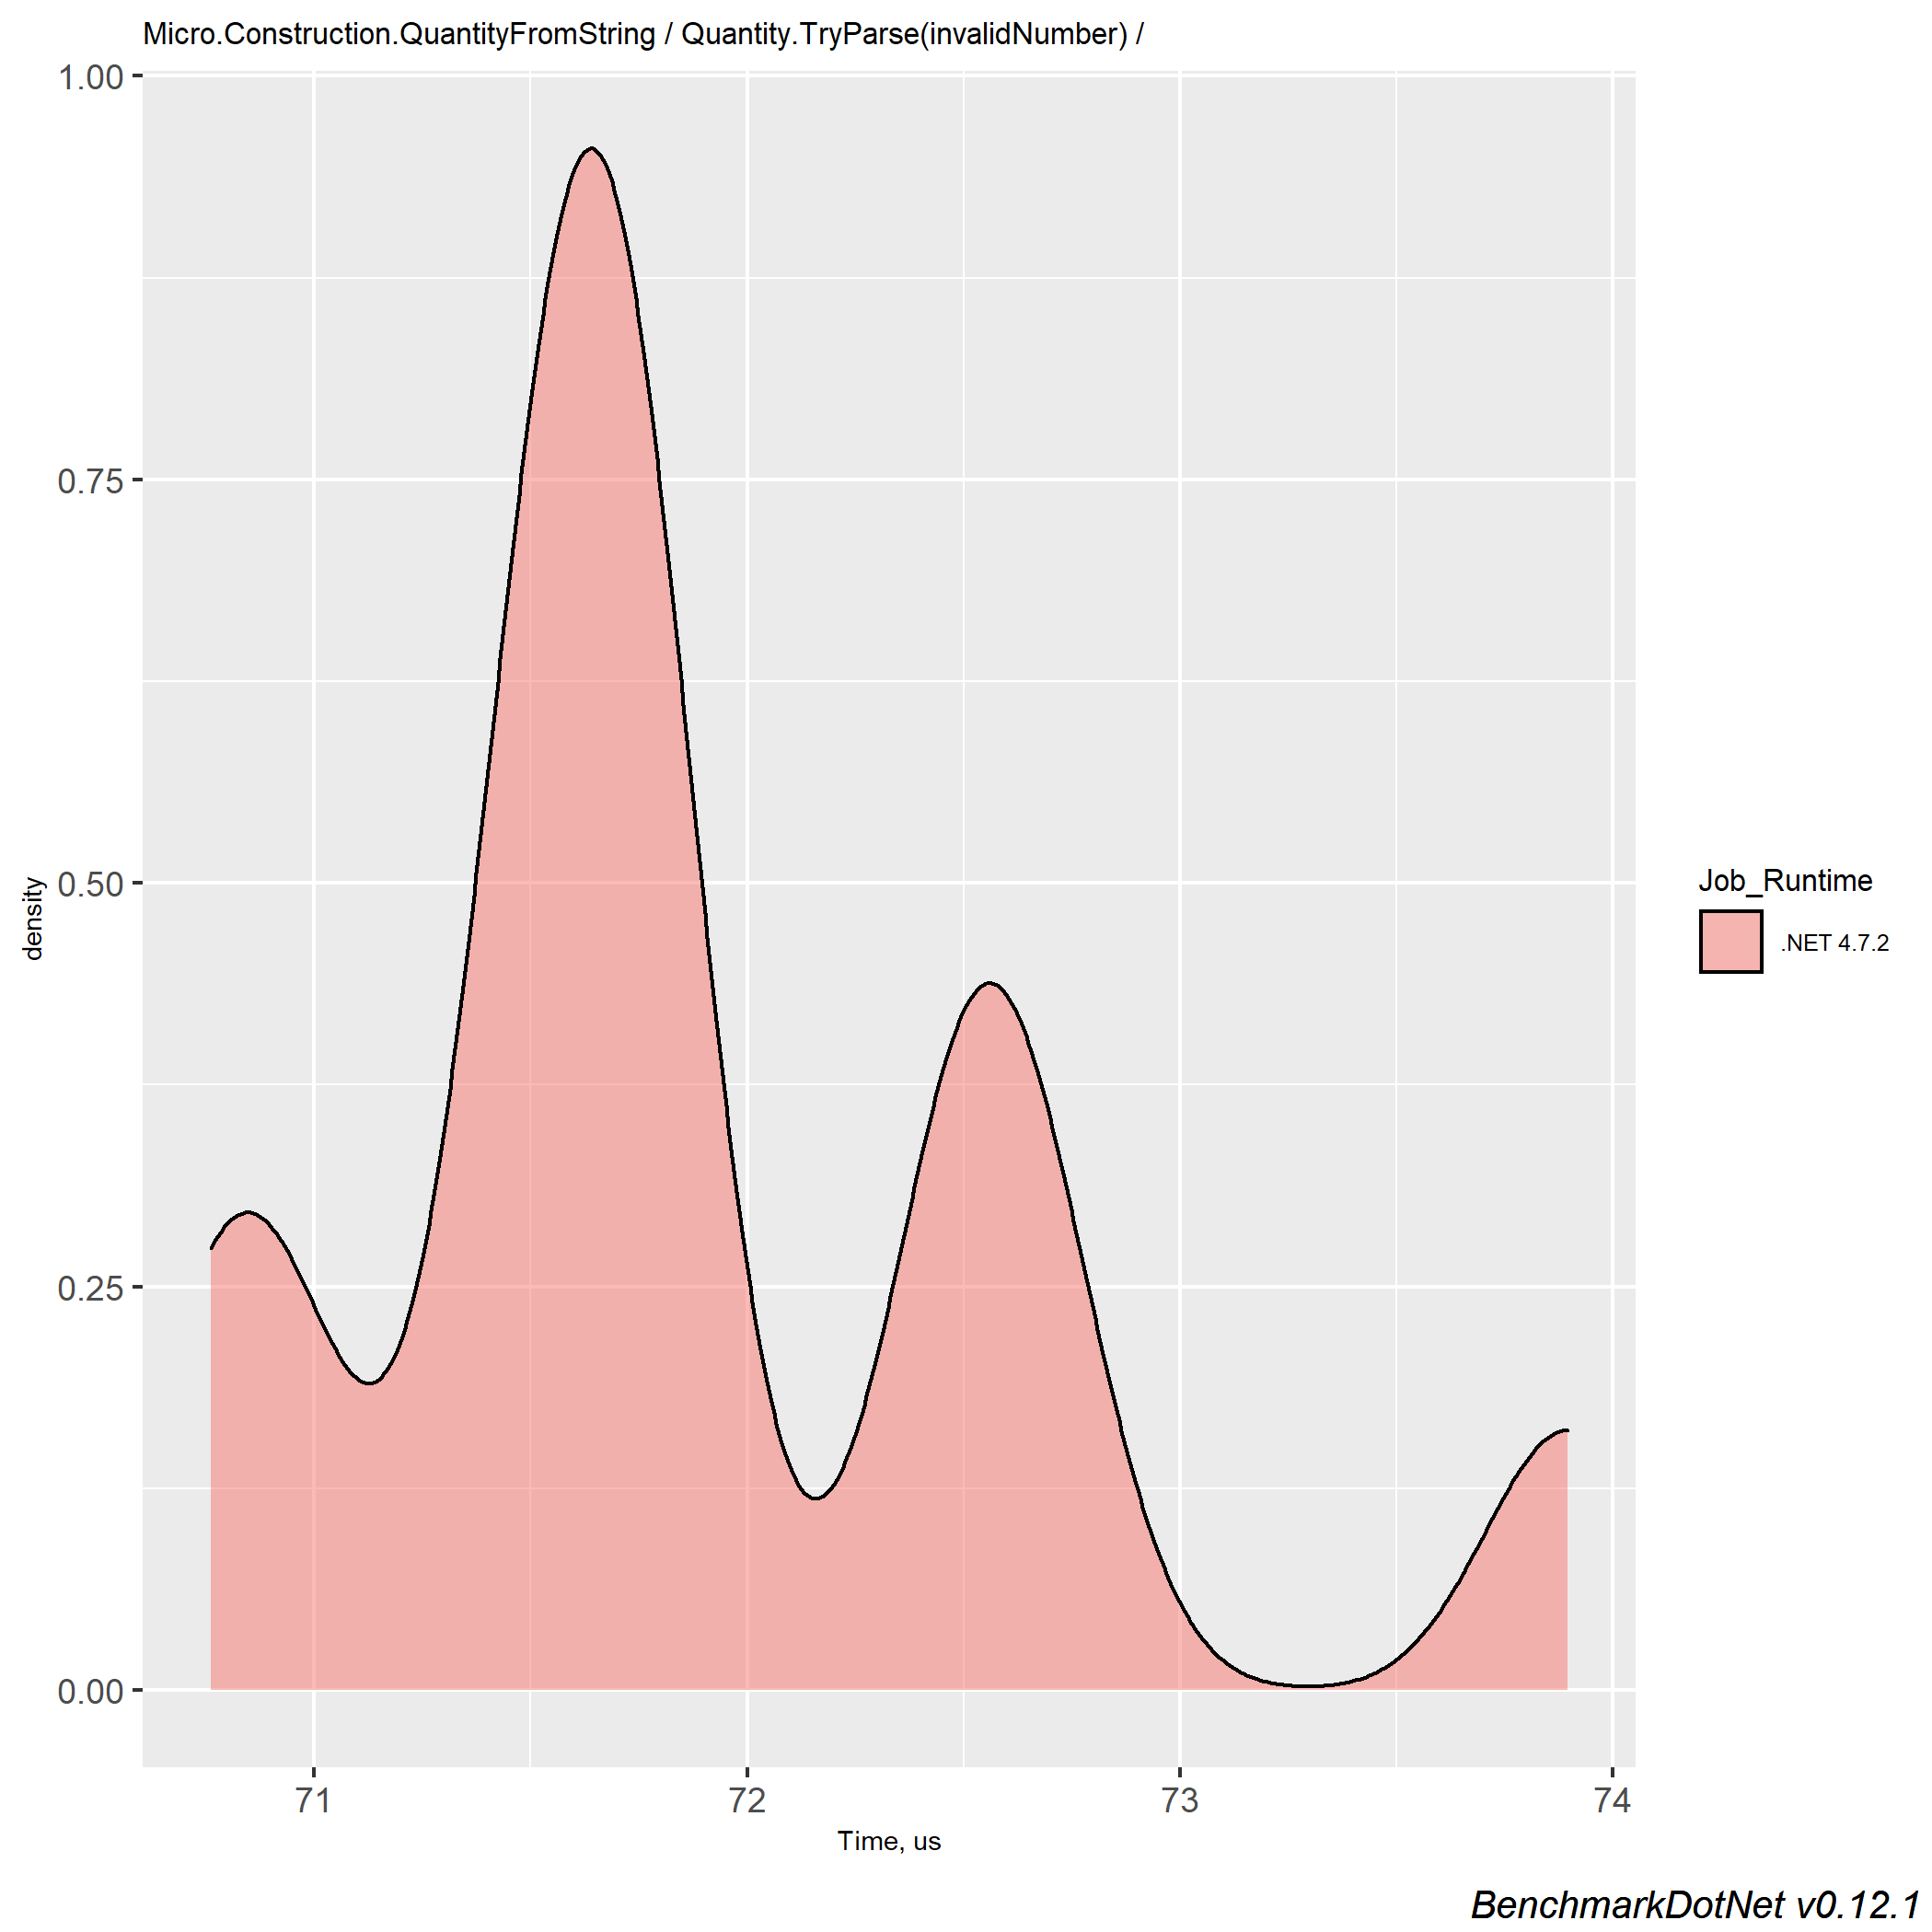 Micro.Construction.QuantityFromString / Quantity.TryParse(invalidNumber) /
1.00
0.75
0.50
0.25
0.00
density
71 72 73 74
Time, us
Job_Runtime
.NET 4.7.2
BenchmarkDotNet v0.12.1